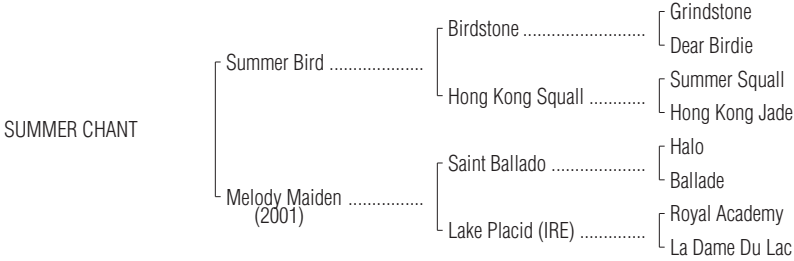 Grindstone
Birdstone ..........................
Dear Birdie
Summer Bird ....................
Summer Squall
Hong Kong Squall ............
Hong Kong Jade
SUMMER CHANT
Halo
Saint Ballado ....................
Ballade
Melody Maiden ................
(2001)
Royal Academy
Lake Placid (IRE) ..............
La Dame Du Lac